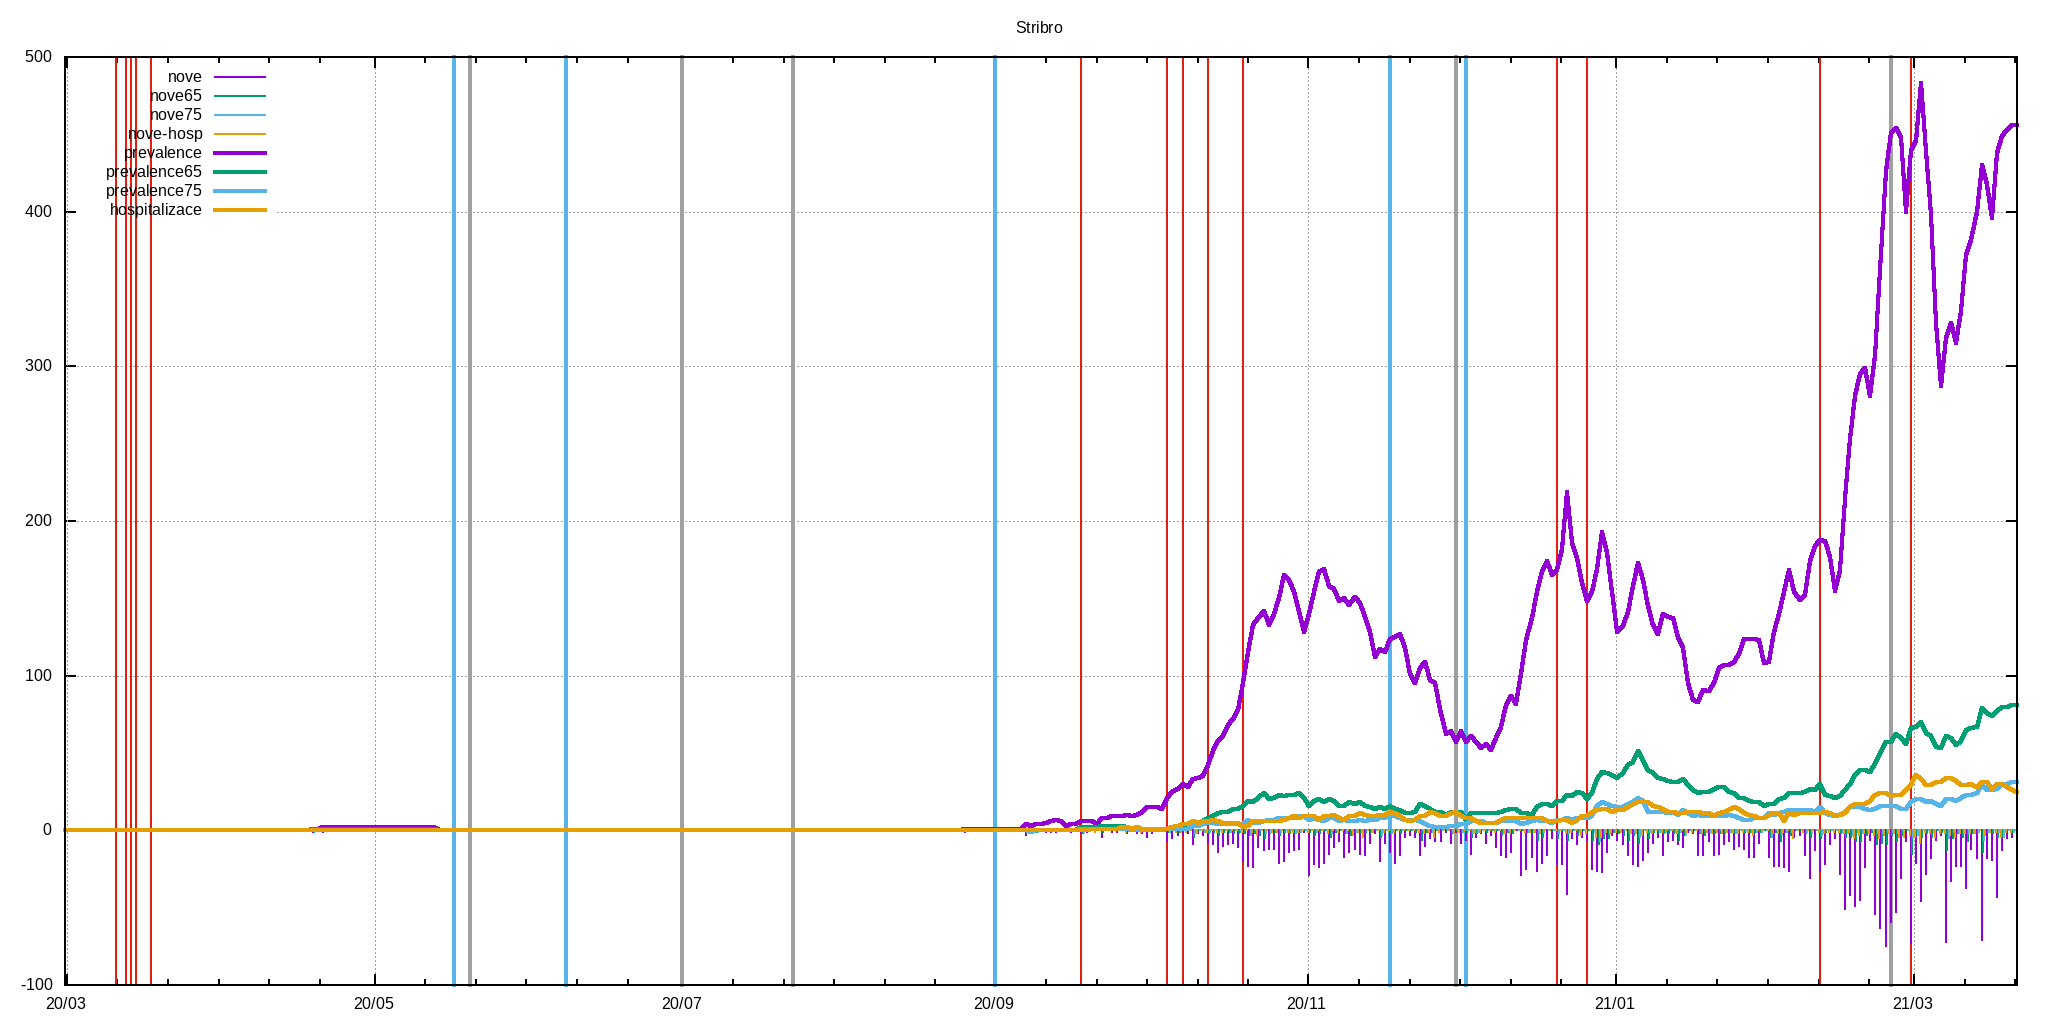 Stribro
500
400
300
200
100
0
-100
nove
nove65
nove75
nove-hosp
prevalence
prevalence65
prevalence75
hospitalizace
20/03
20/05
20/07
20/09
20/11
21/01
21/03